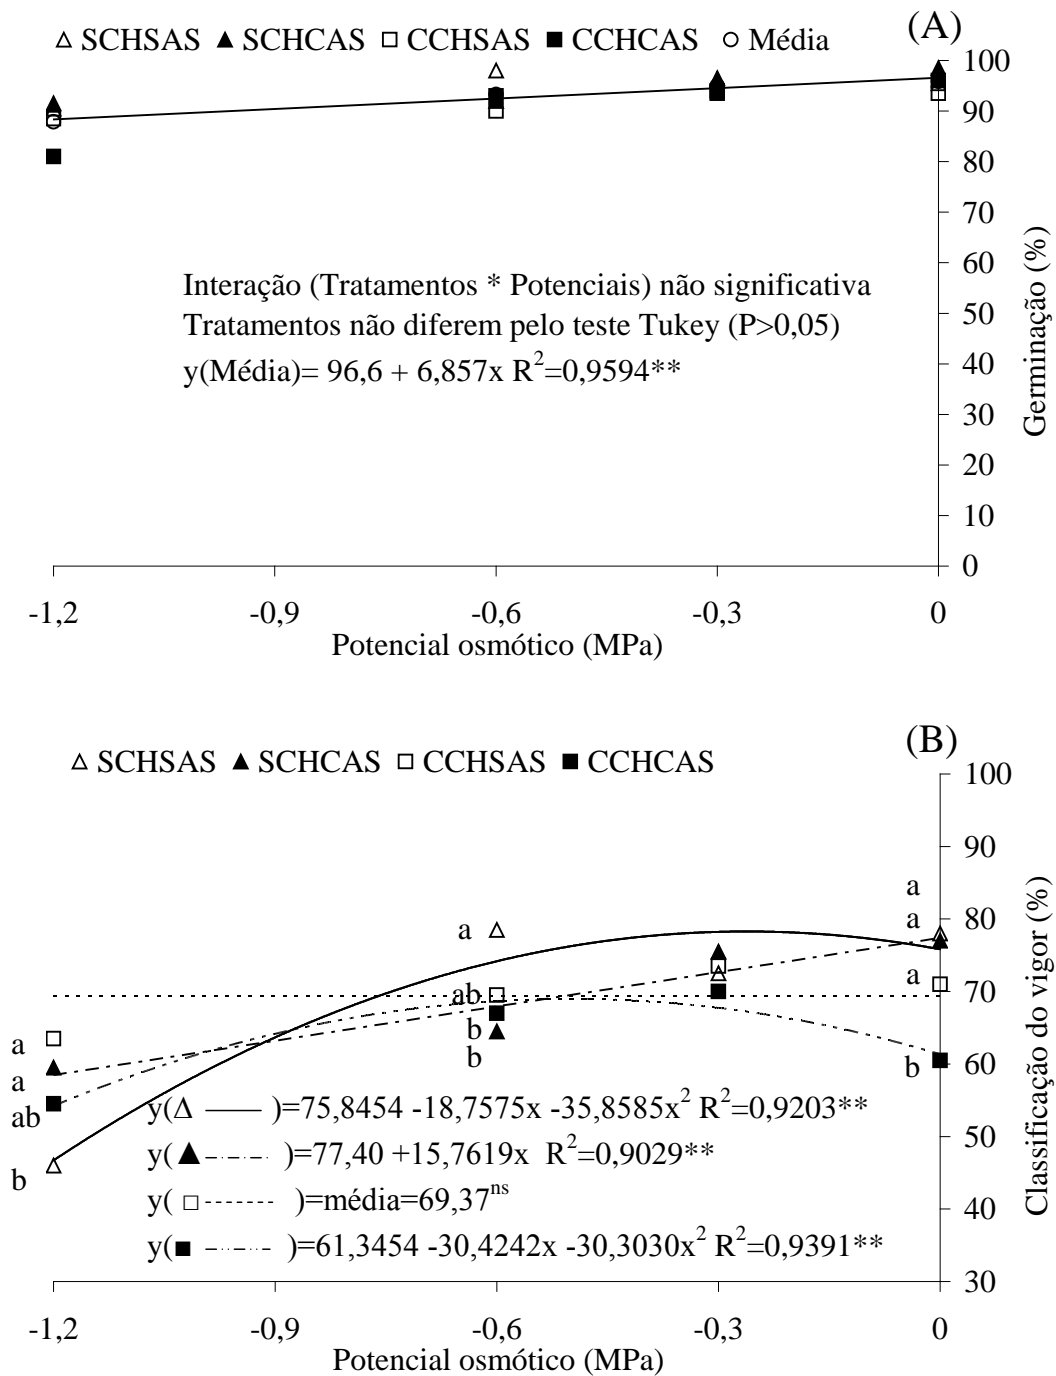 △ SCHSAS ▲ SCHCAS □ CCHSAS ■ CCHCAS ○ Média
(A)
100
90
80
70
60
50
40
30
20
10
0
Germinação (%)
Interação (Tratamentos * Potenciais) não significativa
Tratamentos não diferem pelo teste Tukey (P>0,05)
y(Média)= 96,6 + 6,857x R²=0,9594**
-1,2 -0,9 -0,6 -0,3 0
Potencial osmótico (MPa)
(B)
△ SCHSAS ▲ SCHCAS □ CCHSAS ■ CCHCAS
100
90
80
70
60
50
40
30
Classificação do vigor (%)
a
a
ab
b
a
ab
b
b
a
a
a
b
y(Δ —— )=75,8454 -18,7575x -35,8585x² R²=0,9203**
y(▲ -·-·-·- )=77,40 +15,7619x R²=0,9029**
y( □ -------- )=média=69,37ⁿˢ
y(■ -··-··- )=61,3454 -30,4242x -30,3030x² R²=0,9391**
-1,2 -0,9 -0,6 -0,3 0
Potencial osmótico (MPa)